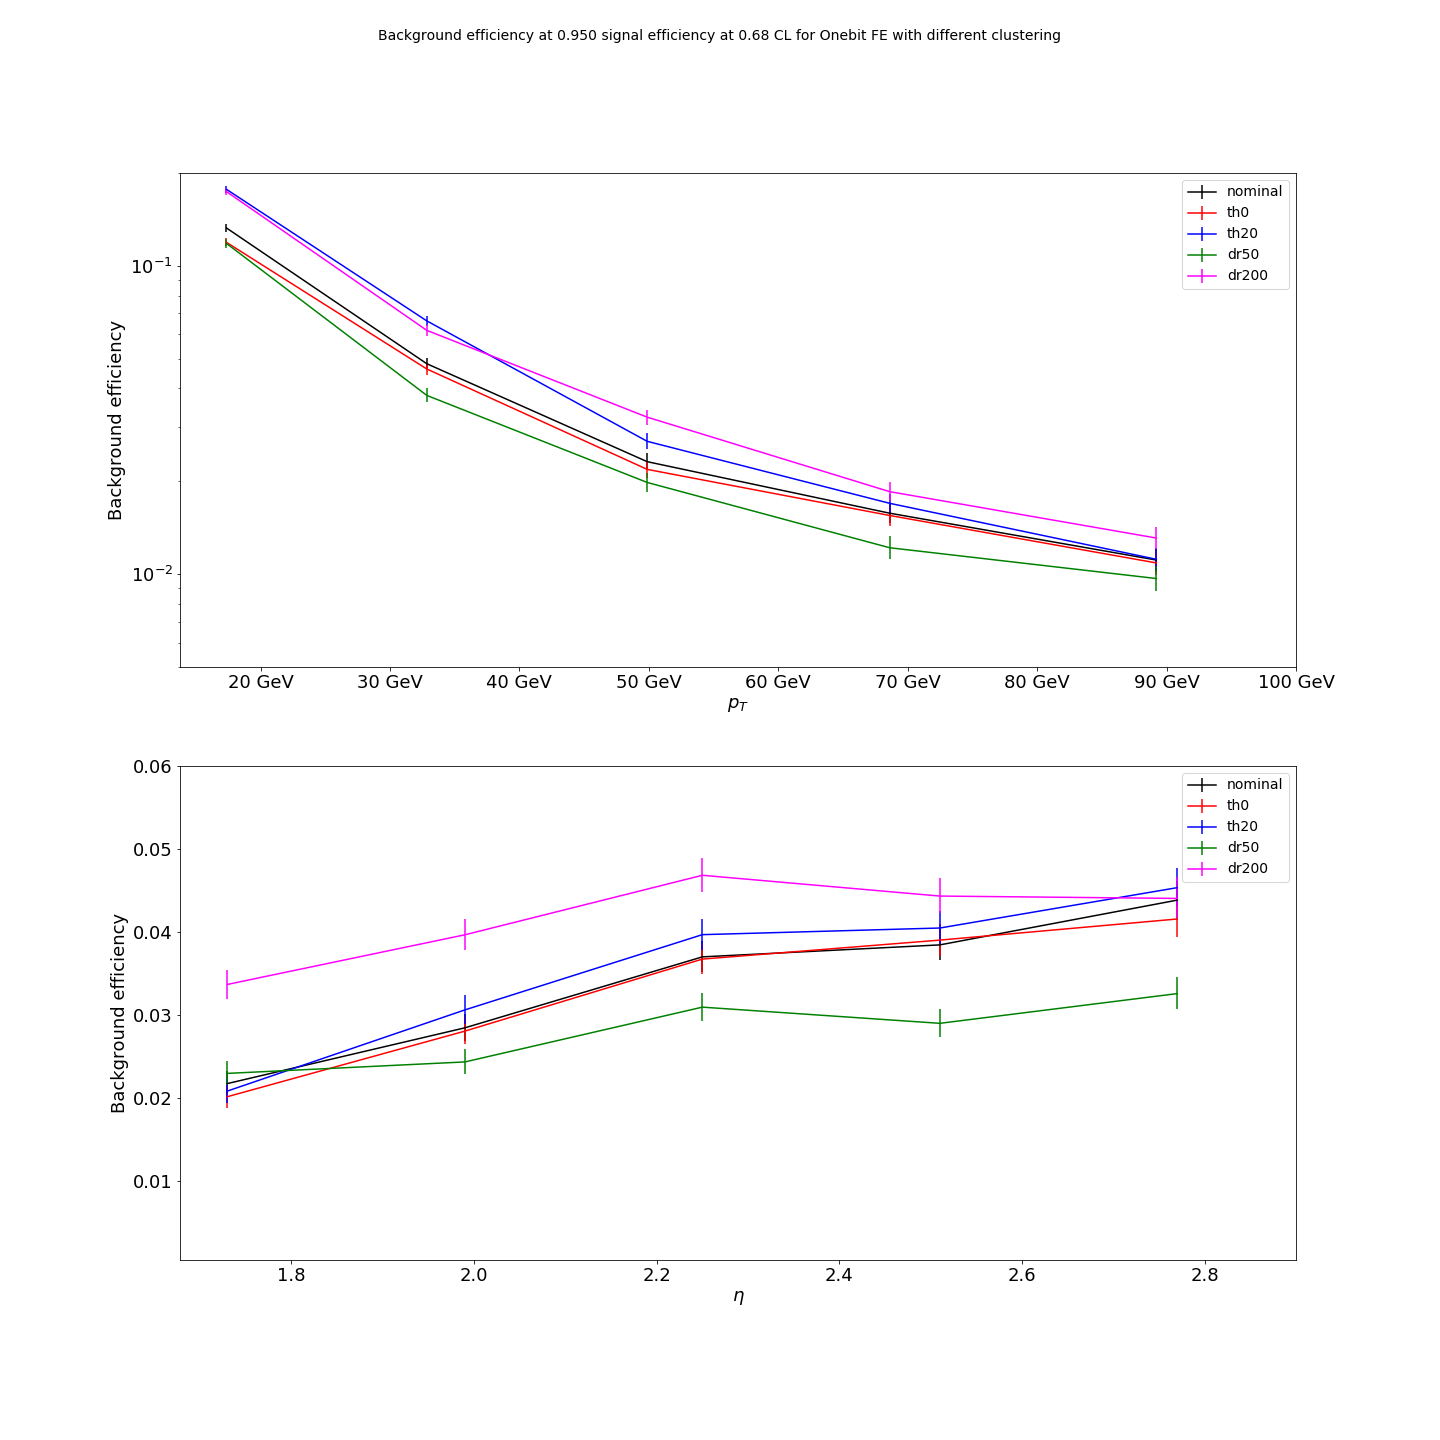 Background efficiency at 0.950 signal efficiency at 0.68 CL for Onebit FE with different clustering
nominal
th0
th20
dr50
dr200
10⁻¹
10⁻²
Background efficiency
20 GeV 30 GeV 40 GeV 50 GeV 60 GeV 70 GeV 80 GeV 90 GeV 100 GeV
p_T
nominal
th0
th20
dr50
dr200
0.06
0.05
0.04
0.03
0.02
0.01
Background efficiency
1.8 2.0 2.2 2.4 2.6 2.8
η